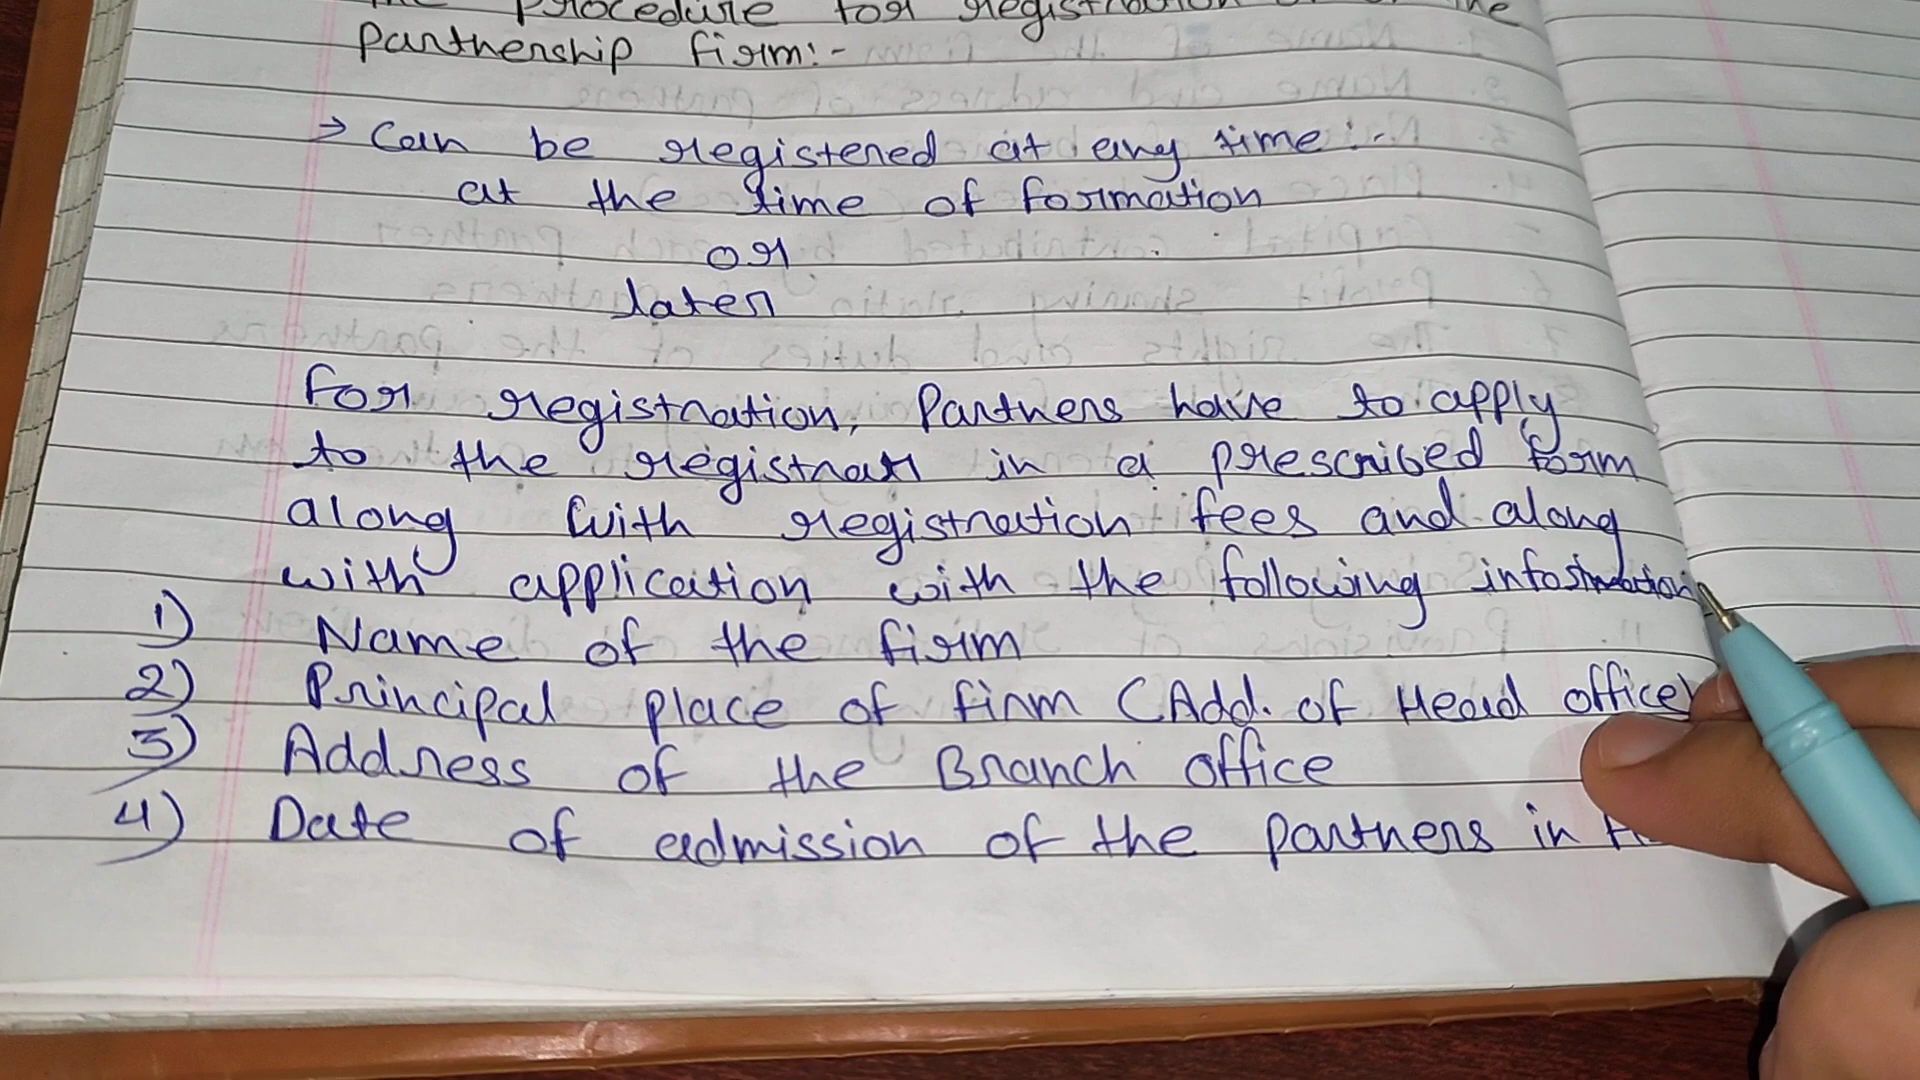 Procedure for registration the
Partnership firm:-
→ Can be registered at any time:-
at the time of formation
or
later
For registration, Partners have to apply
to the registrar in a prescribed form
along with registration fees and along
with application with the following information
1) Name of the firm
2) Principal place of firm (Add. of Head office)
3) Address of the Branch office
4) Date of admission of the partners in